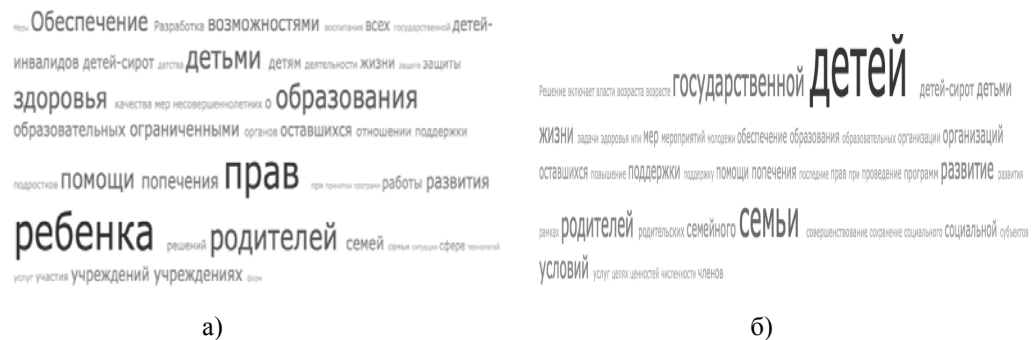 Меры Обеспечение Разработка возможностями воспитания всех государственной детей-
инвалидов детей-сирот детства детьми детям деятельности жизни защите защиты
здоровья качества мер несовершеннолетних о образования
образовательных ограниченными органов оставшихся отношении поддержки
подростков помощи попечения прав при принятии программ работы развития
ребенка решений родителей семей семьи ситуации сфере технологий
услуг участия учреждений учреждениях форм
а)
Решение включает власти возраста возрасте государственной детей детей-сирот детьми
жизни задачи здоровья или мер мероприятий молодежи обеспечение образования образовательных организации организаций
оставшихся повышение поддержки поддержку помощи попечения последние прав при проведение программ развитие развития
рамках родителей родительских семейного семьи совершенствование сохранение социального социальной субъектов
условий услуг целях ценностей численности членов
б)